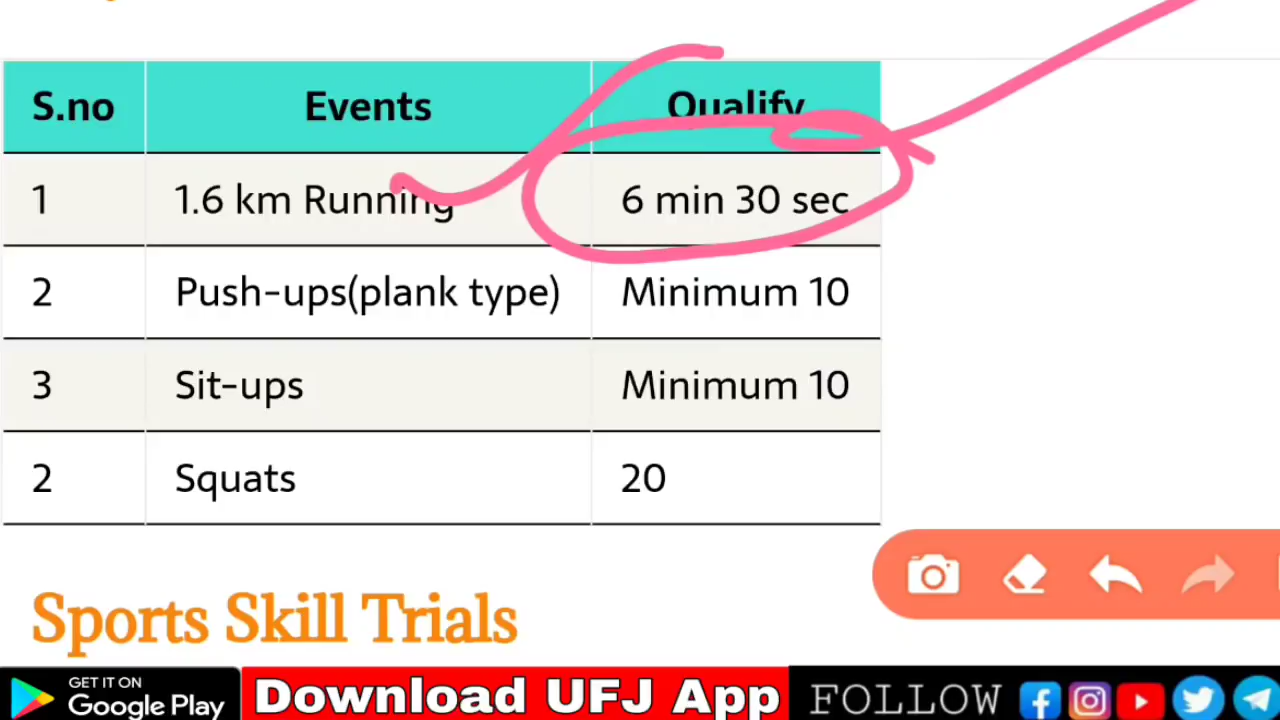 S.no Events Qualify
1 1.6 km Running 6 min 30 sec
2 Push-ups(plank type) Minimum 10
3 Sit-ups Minimum 10
2 Squats 20
Sports Skill Trials
GET IT ON
Google Play Download UFJ App FOLLOW